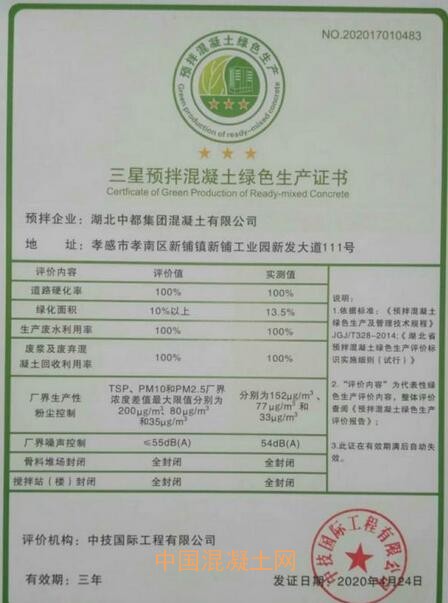 NO.202017010483
预拌混凝土绿色生产
Green production of ready-mixed concrete
三星预拌混凝土绿色生产证书
Certficate of Green Production of Ready-mixed Concrete
预拌企业：湖北中都集团混凝土有限公司
地 址：孝感市孝南区新铺镇新铺工业园新发大道111号
评价内容 评价值 实测值
道路硬化率 100% 100%
绿化面积 10%以上 13.5%
生产废水利用率 100% 100%
废浆及废弃混
凝土回收利用率 100% 100%
厂界生产性
粉尘控制
TSP、PM10和PM2.5厂界
浓度差值最大限值分别为
200μg/m³、80μg/m³
和35μg/m³
分别为152μg/m³、
77μg/m³ 和
33μg/m³
厂界噪声控制 ≤55dB(A) 54dB(A)
骨料堆场封闭 全封闭 全封闭
搅拌站（楼）封闭 全封闭 全封闭
说明：
1.依据标准：《预拌混凝土
绿色生产及管理技术规程》
JGJ/T328-2014;《湖北省
预拌混凝土绿色生产评价标
识实施细则（试行）》
2.“评价内容”为代表性绿
色生产评价内容，整体评价
查阅《预拌混凝土绿色生产
评价报告》;
3.此证在有效期满后自动失
效。
评价机构：中技国际工程有限公司
中国混凝土网
有效期：三年
发证日期：2020年4月24日
中技国际工程有限公司